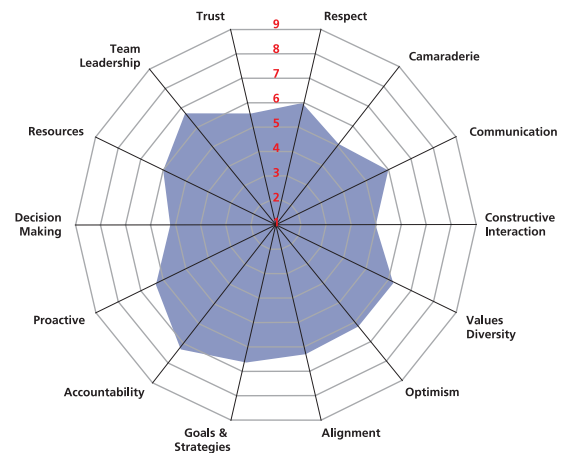 Trust
9
Respect
8
7
6
5
4
3
2
1
Team
Leadership
Camaraderie
Resources
Communication
Decision
Making
Constructive
Interaction
Proactive
Values
Diversity
Accountability
Optimism
Goals &
Strategies
Alignment